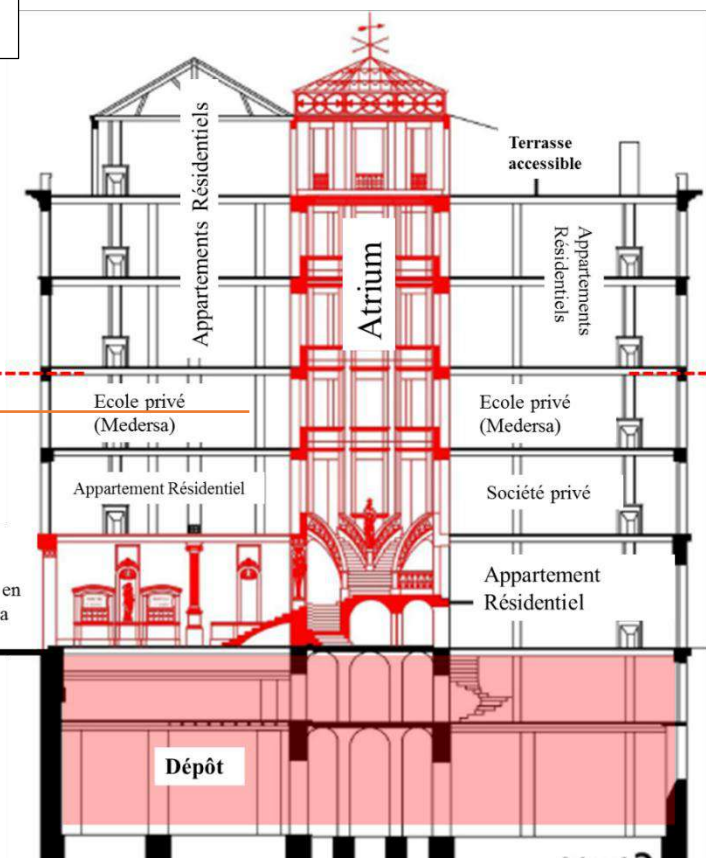 Terrasse
accessible
Appartements Résidentiels
Atrium
Appartements
Résidentiels
Ecole privé
(Medersa)
Ecole privé
(Medersa)
Appartement Résidentiel
Société privé
en
a
Appartement
Résidentiel
Dépôt